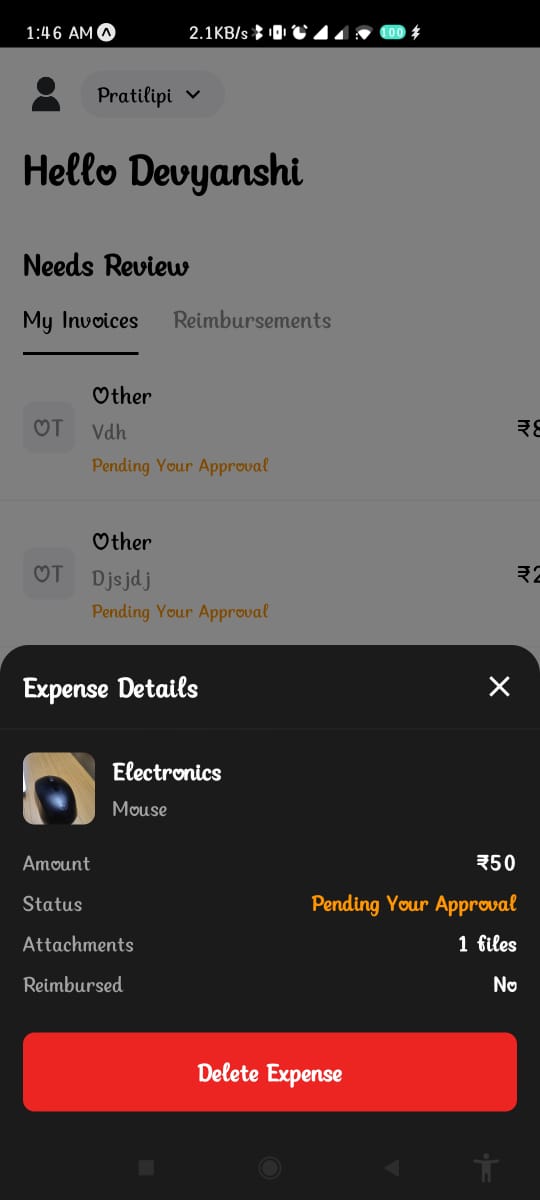 1:46 AM 2.1KB/s 100
Pratilipi
Hello Devyanshi
Needs Review
My Invoices Reimbursements
Other
OT
Vdh
₹8
Pending Your Approval
Other
OT
Djsjdj
₹2
Pending Your Approval
Expense Details
Electronics
Mouse
Amount ₹50
Status Pending Your Approval
Attachments 1 files
Reimbursed No
Delete Expense